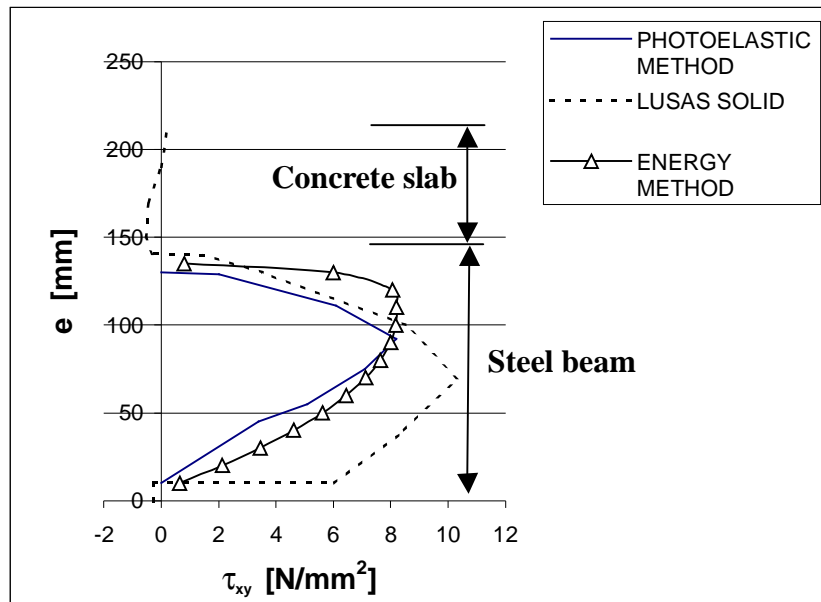 PHOTOELASTIC
METHOD
LUSAS SOLID
ENERGY
METHOD
250
200
150
100
50
0
e [mm]
Concrete slab
Steel beam
-2 0 2 4 6 8 10 12
τxy [N/mm²]